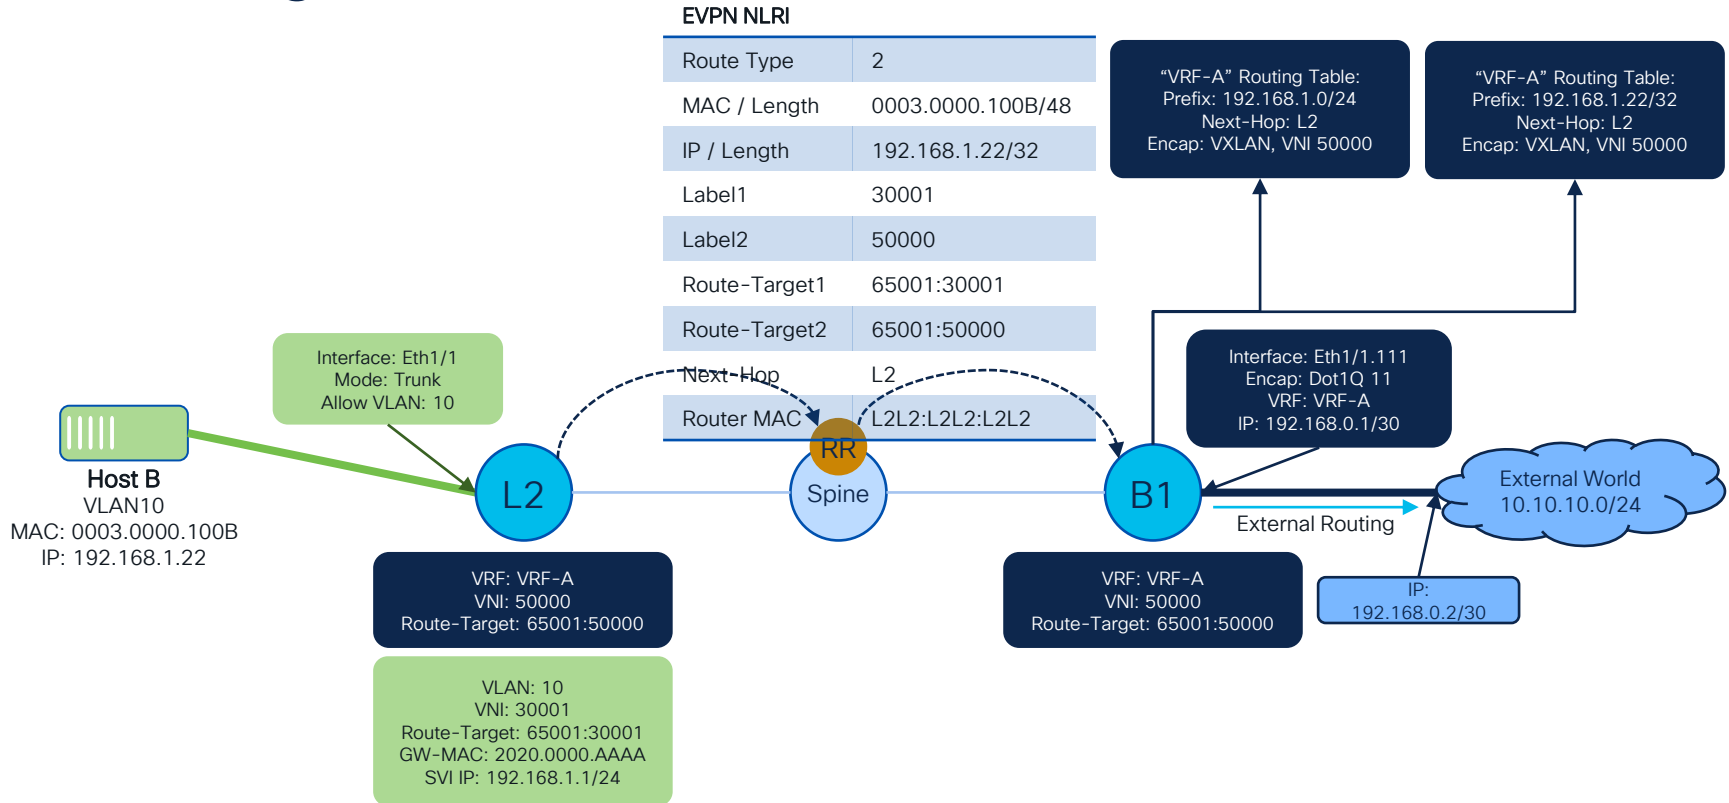 EVPN NLRI
Route Type 2
MAC / Length 0003.0000.100B/48
IP / Length 192.168.1.22/32
Label1 30001
Label2 50000
Route-Target1 65001:30001
Route-Target2 65001:50000
Next-Hop L2
Router MAC L2L2:L2L2:L2L2
“VRF-A” Routing Table:
Prefix: 192.168.1.0/24
Next-Hop: L2
Encap: VXLAN, VNI 50000
“VRF-A” Routing Table:
Prefix: 192.168.1.22/32
Next-Hop: L2
Encap: VXLAN, VNI 50000
Interface: Eth1/1
Mode: Trunk
Allow VLAN: 10
Interface: Eth1/1.111
Encap: Dot1Q 11
VRF: VRF-A
IP: 192.168.0.1/30
Host B
VLAN10
MAC: 0003.0000.100B
IP: 192.168.1.22
L2
RR
Spine
B1
External World
10.10.10.0/24
External Routing
VRF: VRF-A
VNI: 50000
Route-Target: 65001:50000
VLAN: 10
VNI: 30001
Route-Target: 65001:30001
GW-MAC: 2020.0000.AAAA
SVI IP: 192.168.1.1/24
VRF: VRF-A
VNI: 50000
Route-Target: 65001:50000
IP:
192.168.0.2/30